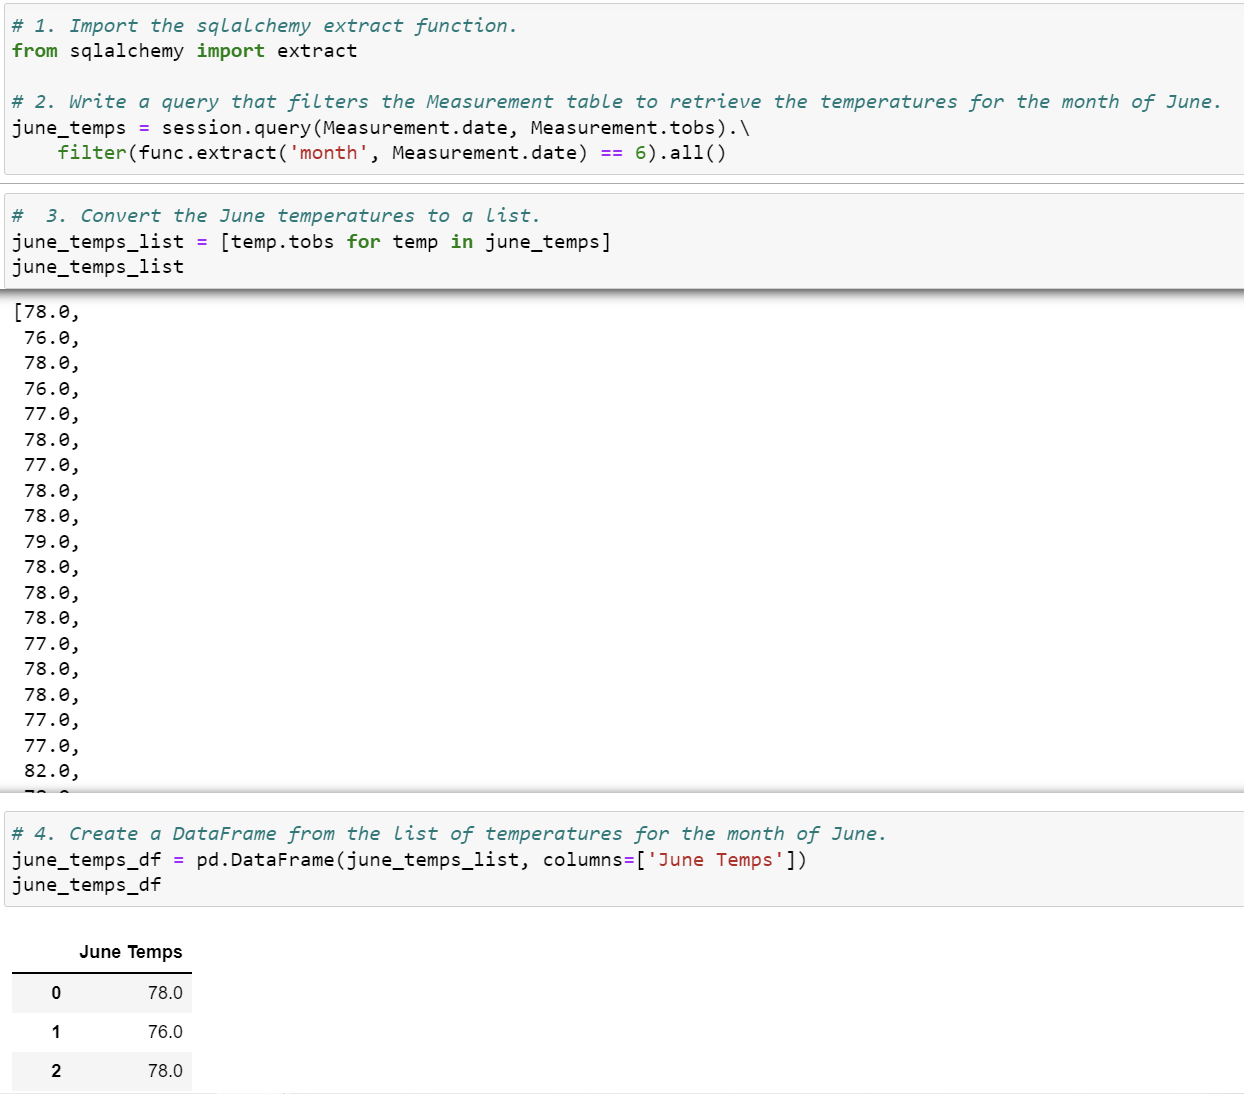 # 1. Import the sqlalchemy extract function.
from sqlalchemy import extract
# 2. Write a query that filters the Measurement table to retrieve the temperatures for the month of June.
june_temps = session.query(Measurement.date, Measurement.tobs).\
    filter(func.extract('month', Measurement.date) == 6).all()
#  3. Convert the June temperatures to a list.
june_temps_list = [temp.tobs for temp in june_temps]
june_temps_list
[78.0,
 76.0,
 78.0,
 76.0,
 77.0,
 78.0,
 77.0,
 78.0,
 78.0,
 79.0,
 78.0,
 78.0,
 78.0,
 77.0,
 78.0,
 78.0,
 77.0,
 77.0,
 82.0,
# 4. Create a DataFrame from the list of temperatures for the month of June.
june_temps_df = pd.DataFrame(june_temps_list, columns=['June Temps'])
june_temps_df
June Temps
0 78.0
1 76.0
2 78.0